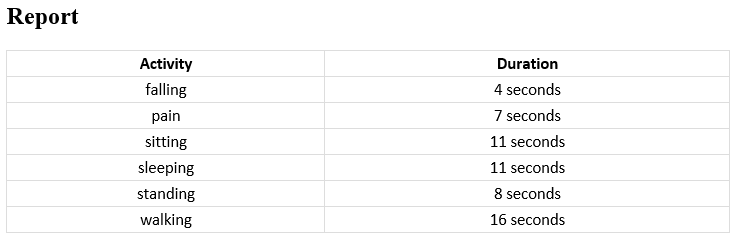 Report
Activity Duration
falling 4 seconds
pain 7 seconds
sitting 11 seconds
sleeping 11 seconds
standing 8 seconds
walking 16 seconds